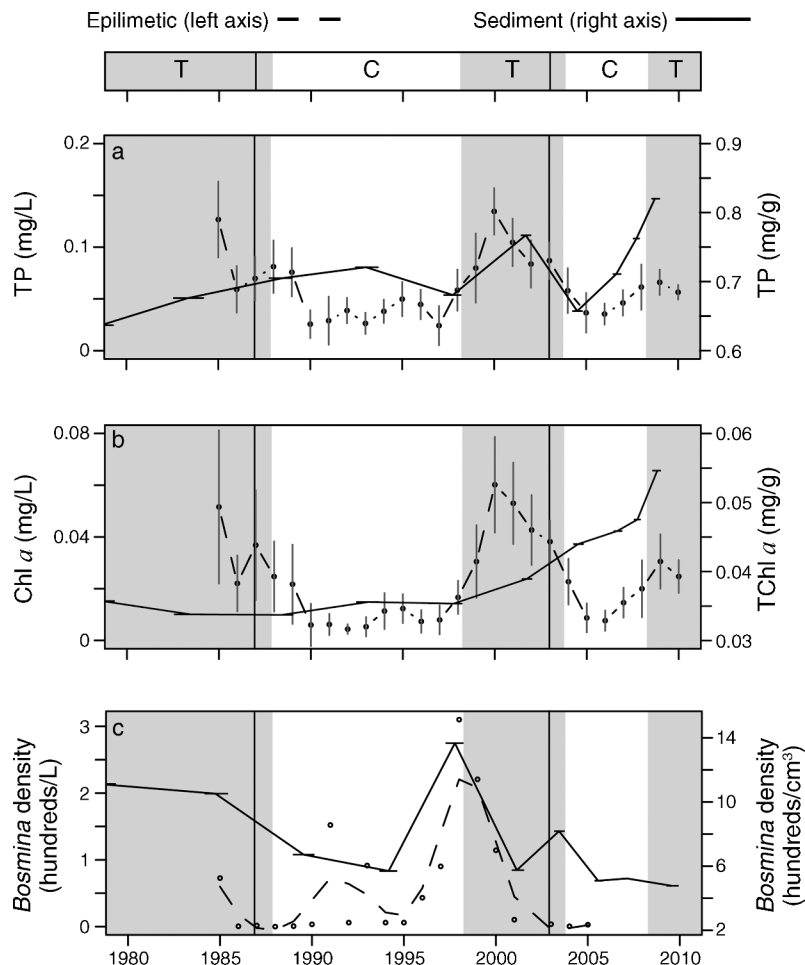 Epilimetic (left axis) Sediment (right axis)
T C T C T
a
0.2
0.1
0
TP (mg/L)
0.9
0.8
0.7
0.6
TP (mg/g)
b
0.08
0.04
0
Chl a (mg/L)
0.06
0.05
0.04
0.03
TChl a (mg/g)
c
3
2
1
0
Bosmina density
(hundreds/L)
14
10
6
2
Bosmina density
(hundreds/cm³)
1980 1985 1990 1995 2000 2005 2010